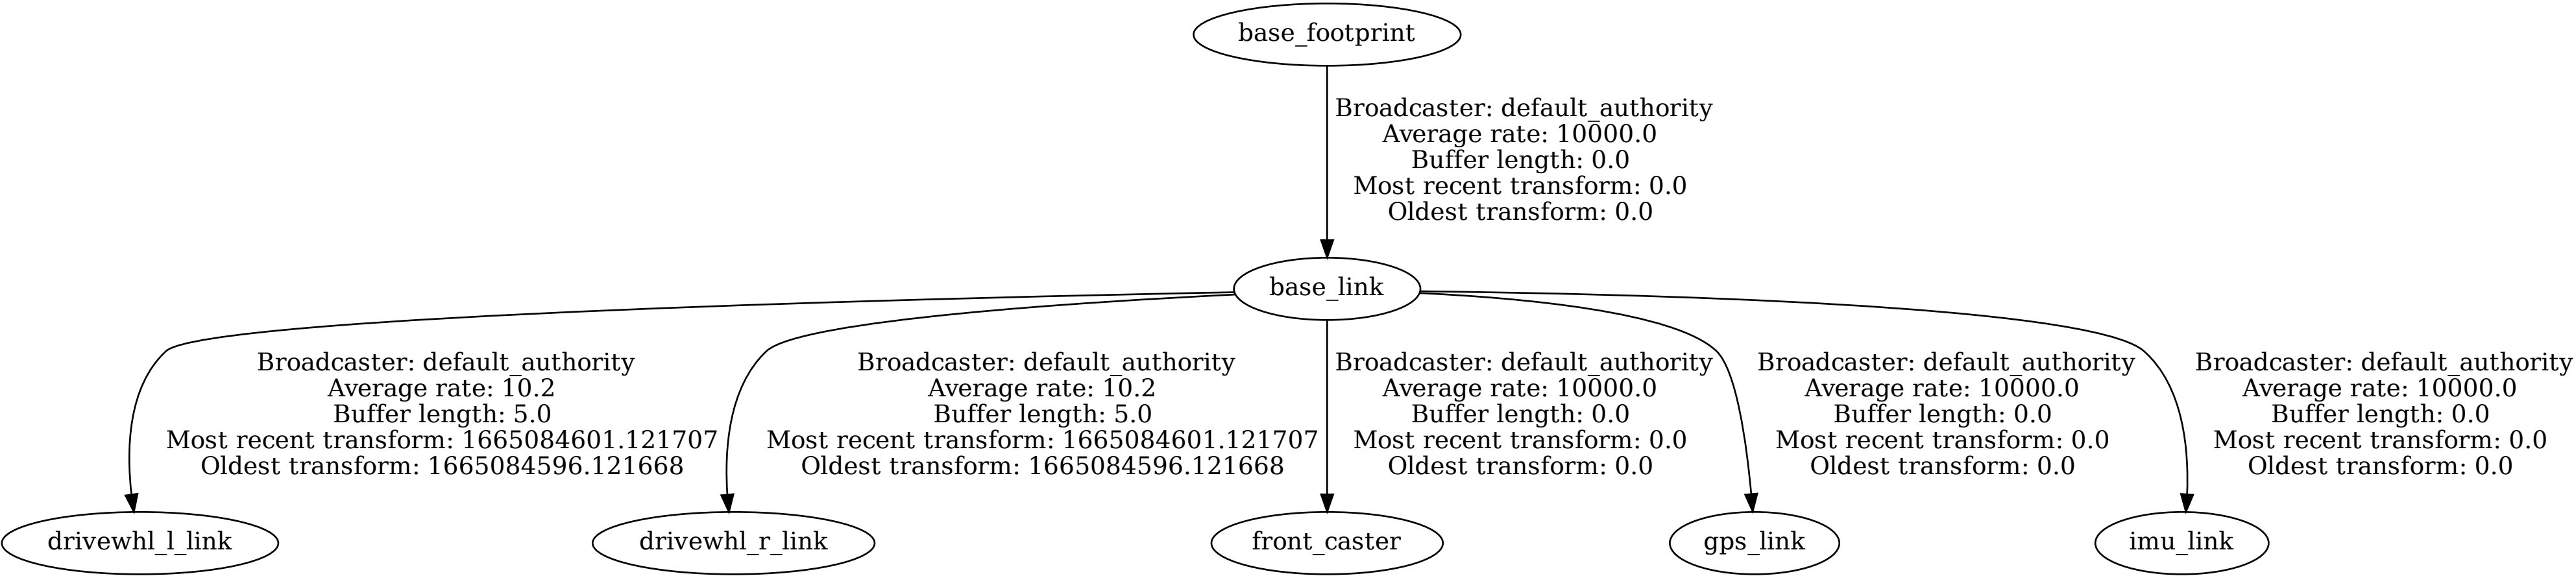 base_footprint
Broadcaster: default_authority
Average rate: 10000.0
Buffer length: 0.0
Most recent transform: 0.0
Oldest transform: 0.0
base_link
Broadcaster: default_authority
Average rate: 10.2
Buffer length: 5.0
Most recent transform: 1665084601.121707
Oldest transform: 1665084596.121668
Broadcaster: default_authority
Average rate: 10.2
Buffer length: 5.0
Most recent transform: 1665084601.121707
Oldest transform: 1665084596.121668
Broadcaster: default_authority
Average rate: 10000.0
Buffer length: 0.0
Most recent transform: 0.0
Oldest transform: 0.0
Broadcaster: default_authority
Average rate: 10000.0
Buffer length: 0.0
Most recent transform: 0.0
Oldest transform: 0.0
Broadcaster: default_authority
Average rate: 10000.0
Buffer length: 0.0
Most recent transform: 0.0
Oldest transform: 0.0
drivewhl_l_link
drivewhl_r_link
front_caster
gps_link
imu_link